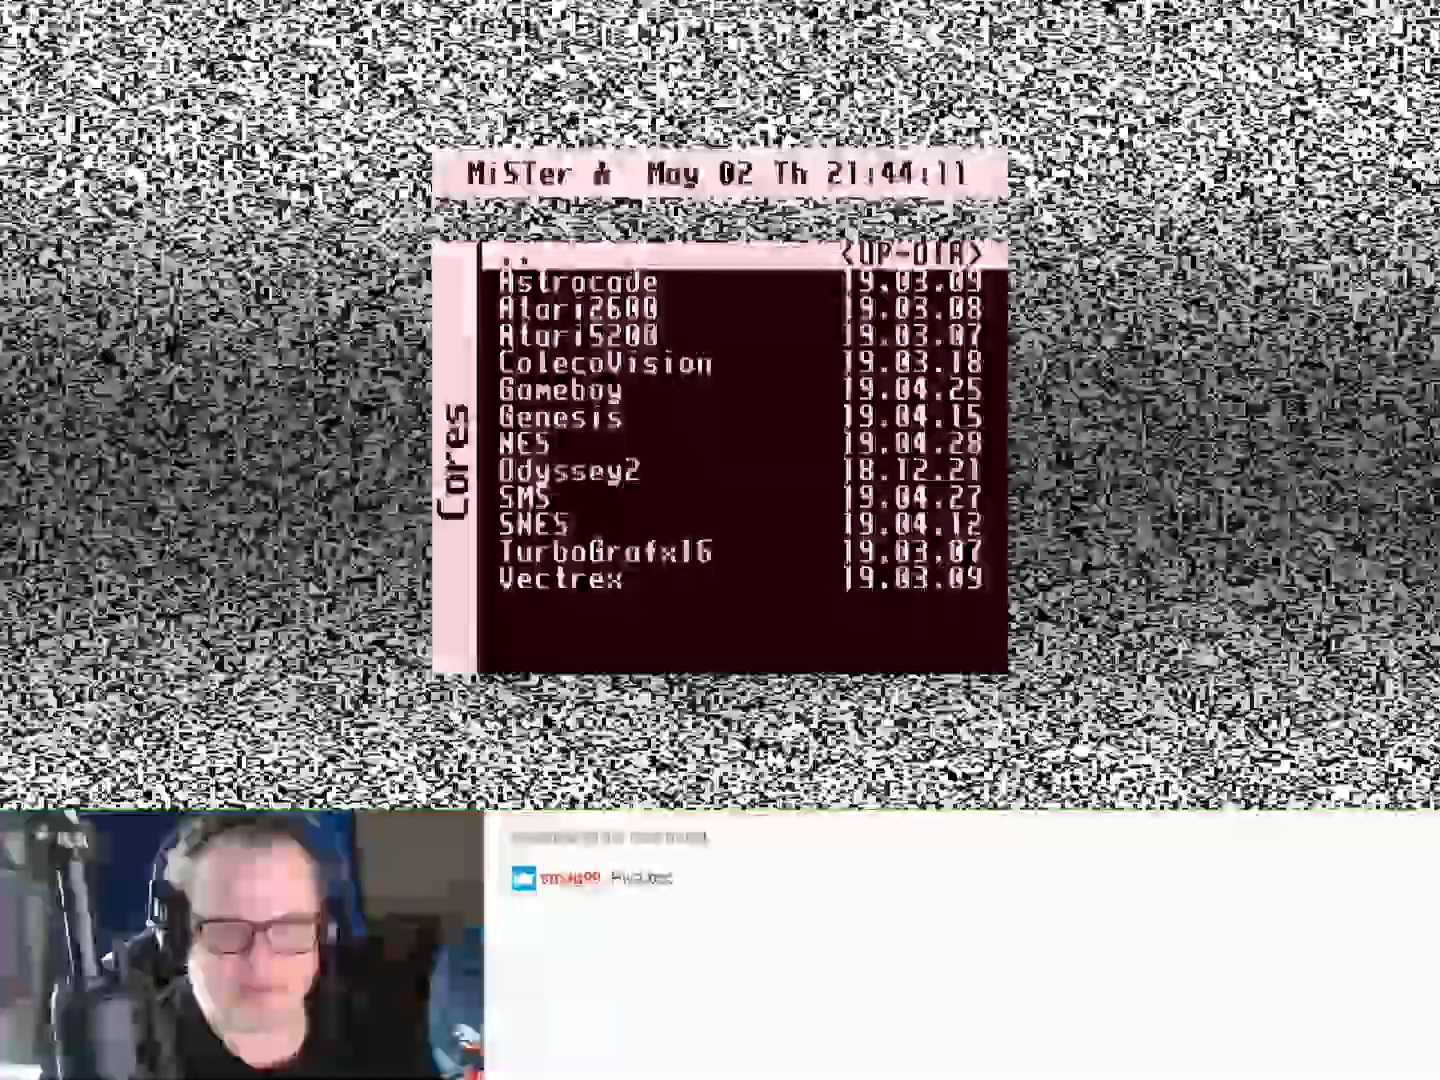 MiSTer May 02 Th 21:44:11
.. <UP-DIR>
Astrocade 19.03.09
Atari2600 19.03.08
Atari5200 19.03.07
ColecoVision 19.03.18
Gameboy 19.04.25
Genesis 19.04.15
NES 19.04.28
Odyssey2 18.12.21
SMS 19.04.27
SNES 19.04.12
TurboGrafx16 19.03.07
Vectrex 19.03.09
Cores